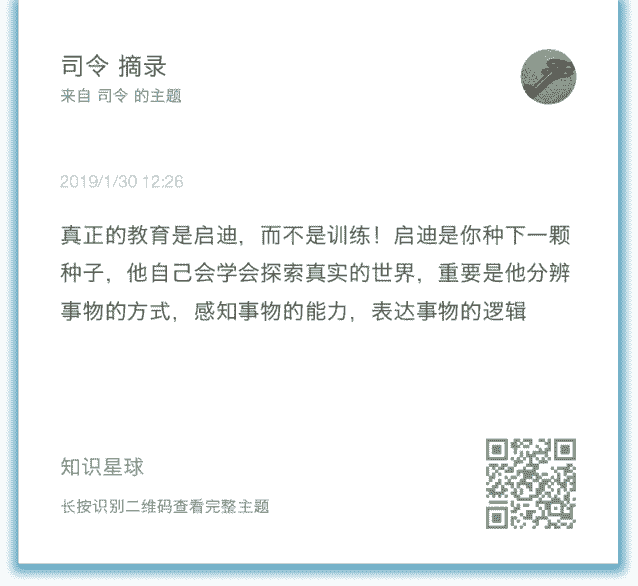 司令 摘录
来自 司令 的主题
2019/1/30 12:26
真正的教育是启迪，而不是训练！启迪是你种下一颗
种子，他自己会学会探索真实的世界，重要是他分辨
事物的方式，感知事物的能力，表达事物的逻辑
知识星球
长按识别二维码查看完整主题